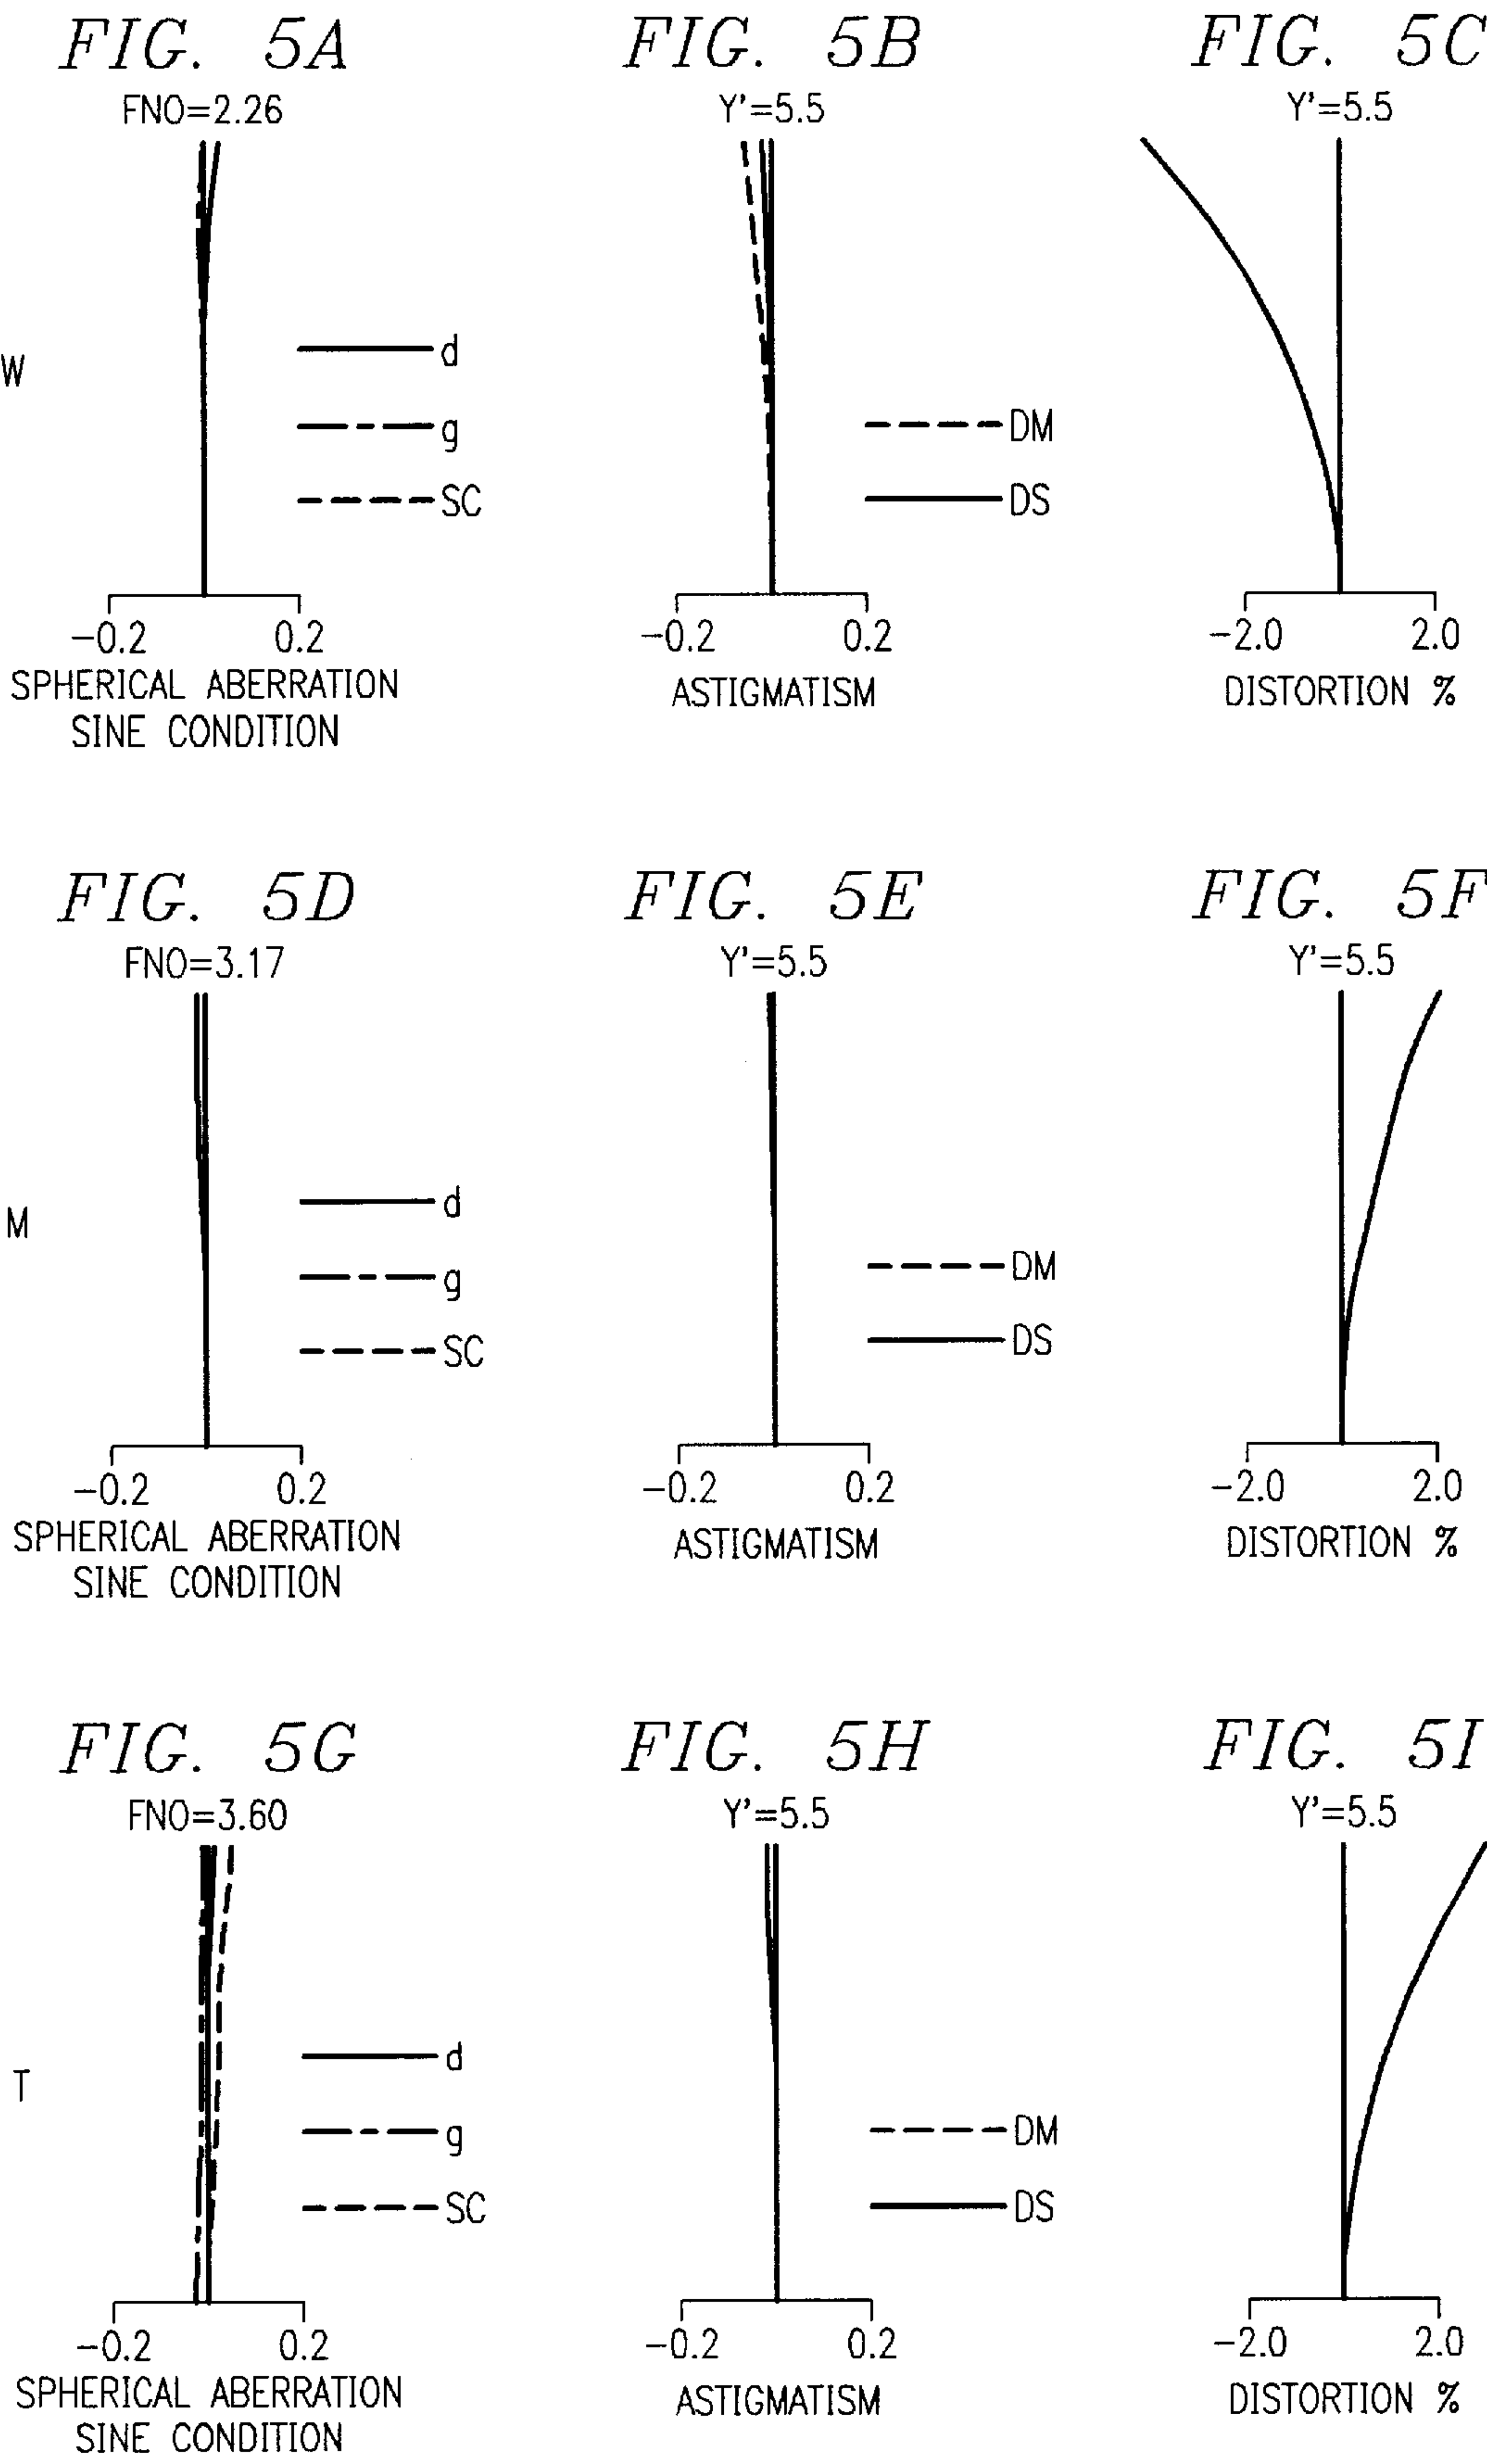 FIG. 5A
FNO=2.26
W
d
g
SC
-0.2 0.2
SPHERICAL ABERRATION
SINE CONDITION
FIG. 5B
Y'=5.5
DM
DS
-0.2 0.2
ASTIGMATISM
FIG. 5C
Y'=5.5
-2.0 2.0
DISTORTION %
FIG. 5D
FNO=3.17
M
d
g
SC
-0.2 0.2
SPHERICAL ABERRATION
SINE CONDITION
FIG. 5E
Y'=5.5
DM
DS
-0.2 0.2
ASTIGMATISM
FIG. 5F
Y'=5.5
-2.0 2.0
DISTORTION %
FIG. 5G
FNO=3.60
T
d
g
SC
-0.2 0.2
SPHERICAL ABERRATION
SINE CONDITION
FIG. 5H
Y'=5.5
DM
DS
-0.2 0.2
ASTIGMATISM
FIG. 5I
Y'=5.5
-2.0 2.0
DISTORTION %